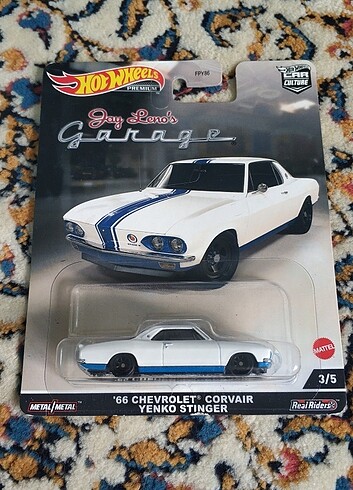 HOT WHEELS
PREMIUM
FPY86
CAR
CULTURE
Jay Leno's
Garage
MATTEL
3/5
METAL/METAL™
'66 CHEVROLET® CORVAIR
YENKO STINGER
Real Riders